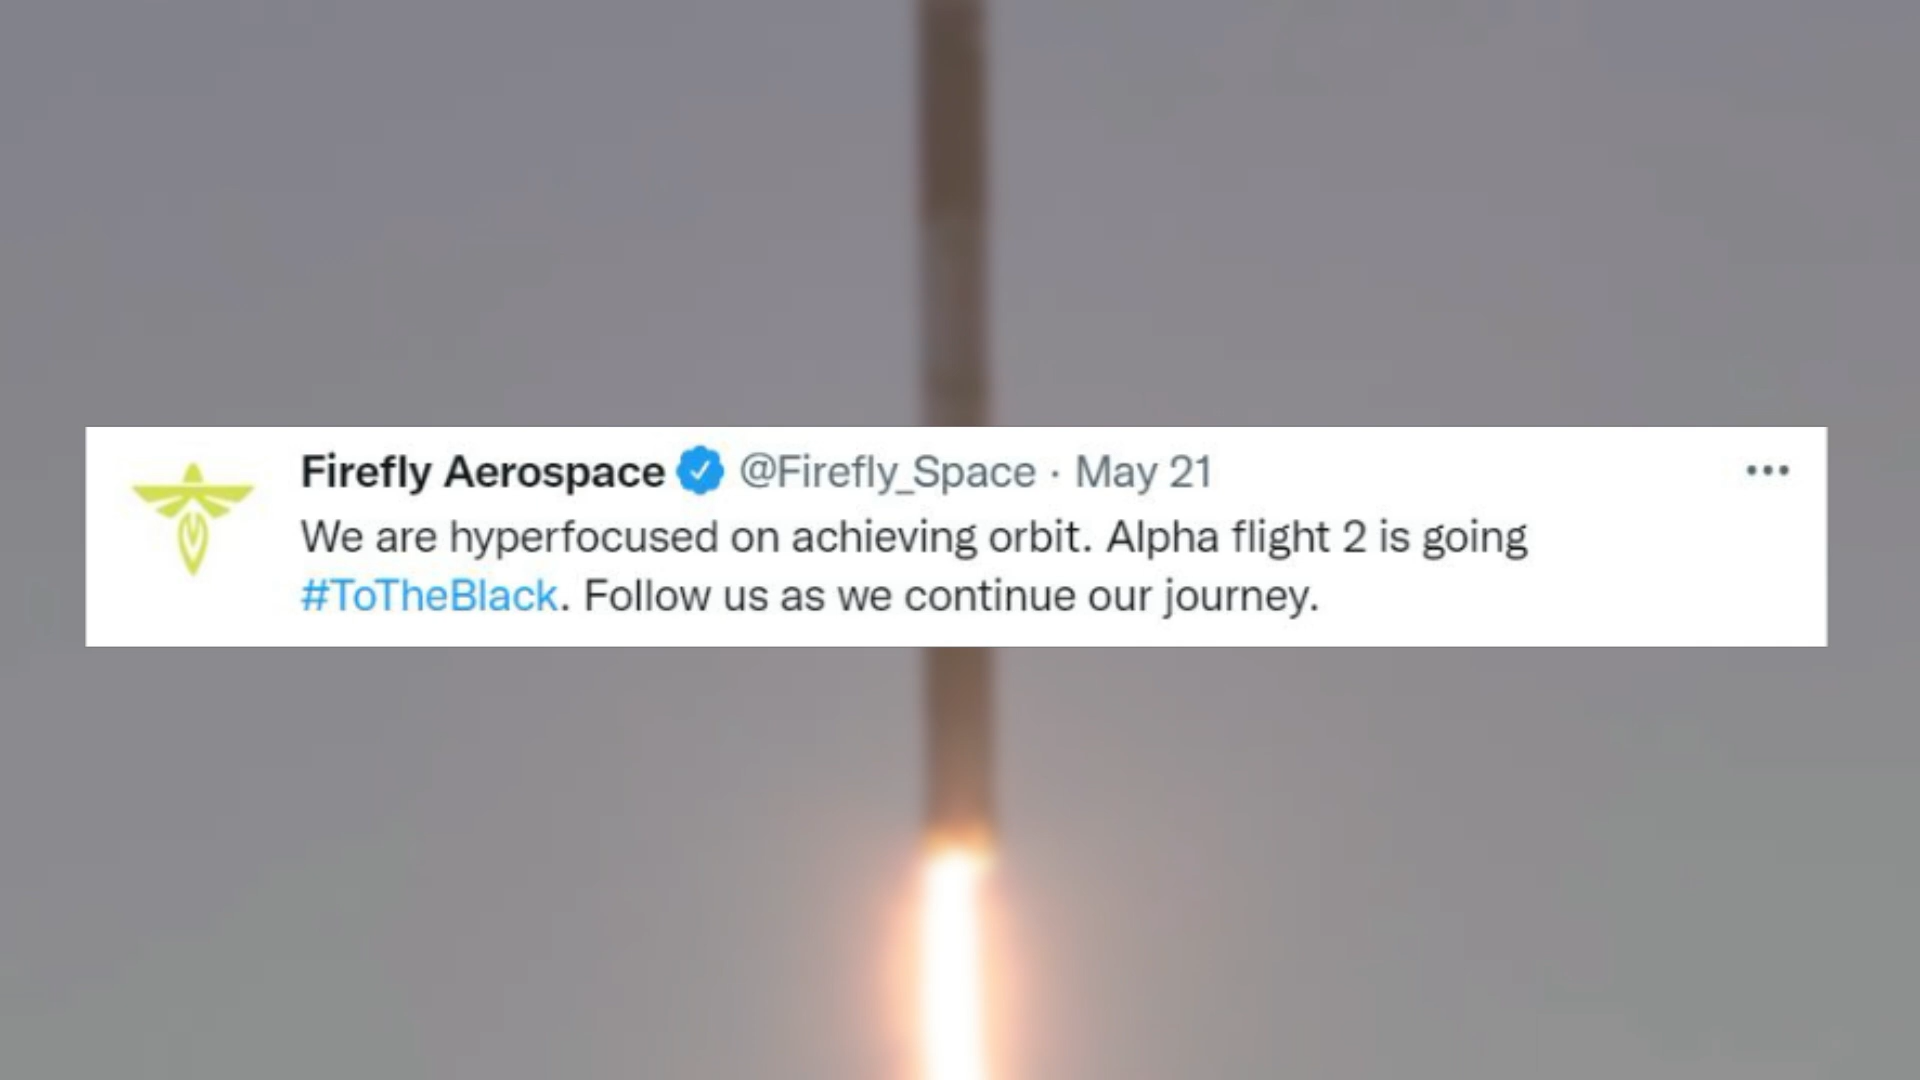 Firefly Aerospace @Firefly_Space · May 21
We are hyperfocused on achieving orbit. Alpha flight 2 is going
#ToTheBlack. Follow us as we continue our journey.